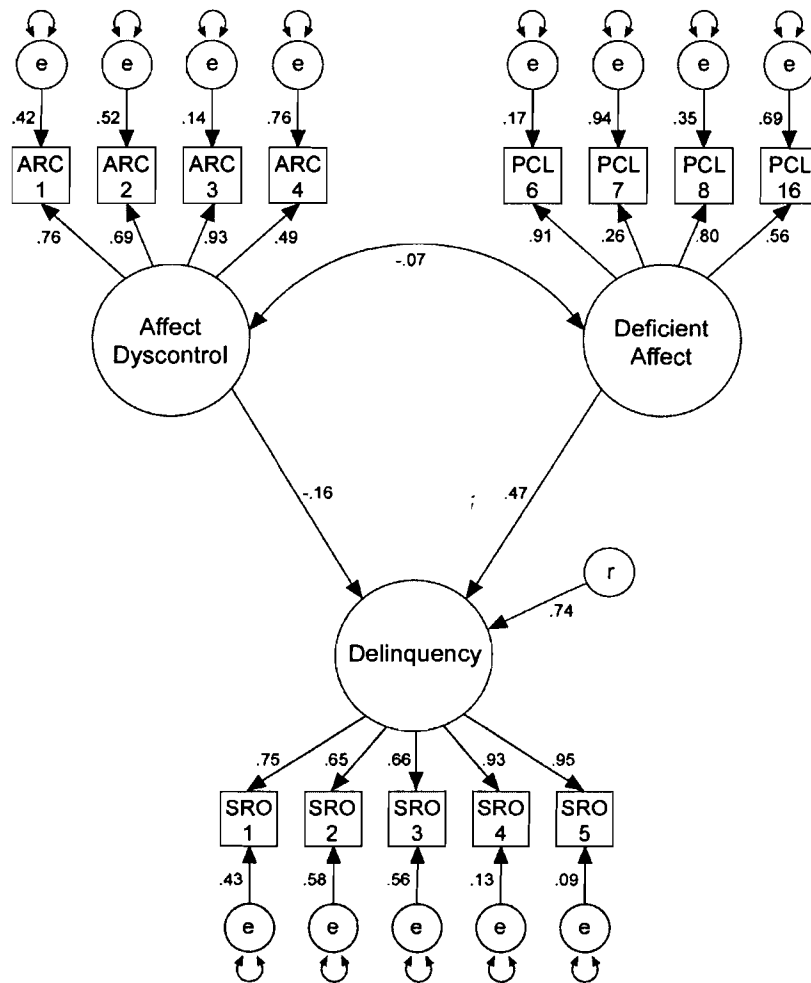 e e e e e e e e
.42 .52 .14 .76 .17 .94 .35 .69
ARC ARC ARC ARC PCL PCL PCL PCL
1 2 3 4 6 7 8 16
.76 .69 .93 .49 .91 .26 .80 .56
-.07
Affect
Dyscontrol
Deficient
Affect
-.16 .47
r
.74
Delinquency
.75 .65 .66 .93 .95
SRO SRO SRO SRO SRO
1 2 3 4 5
.43 .58 .56 .13 .09
e e e e e